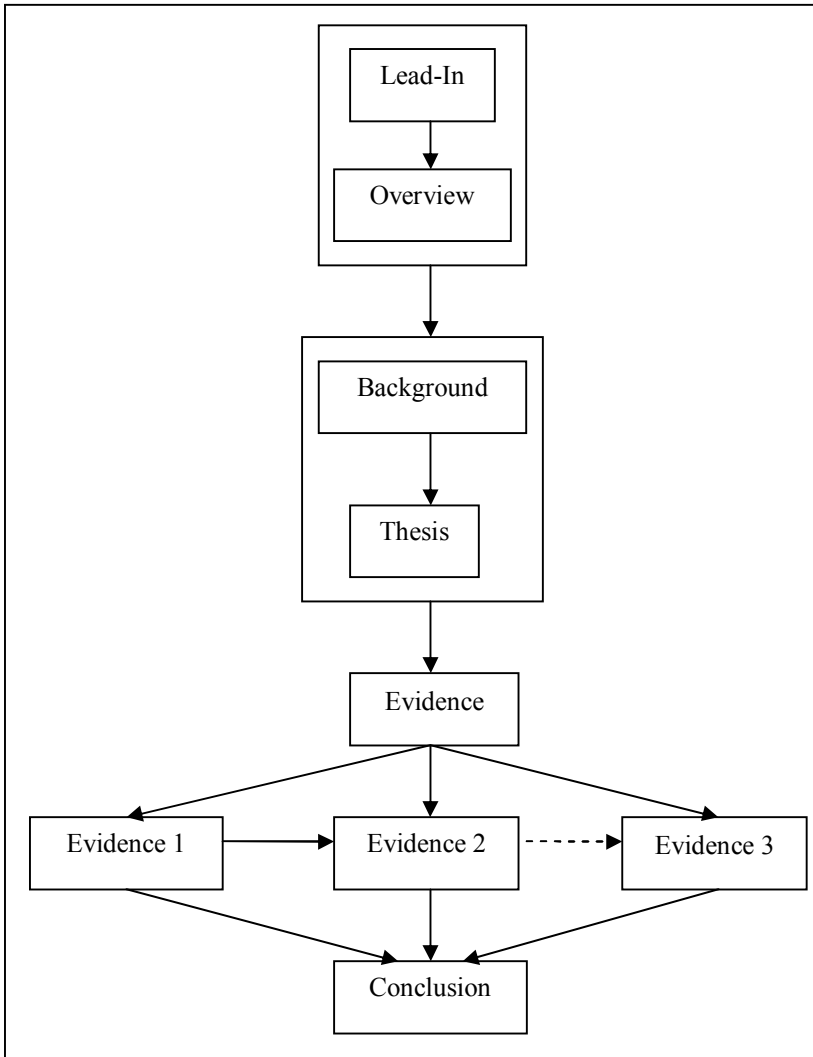 Lead-In
Overview
Background
Thesis
Evidence
Evidence 1
Evidence 2
Evidence 3
Conclusion